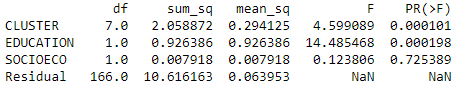 df sum_sq mean_sq F PR(>F)
CLUSTER 7.0 2.058872 0.294125 4.599089 0.000101
EDUCATION 1.0 0.926386 0.926386 14.485468 0.000198
SOCIOECO 1.0 0.007918 0.007918 0.123806 0.725389
Residual 166.0 10.616163 0.063953 NaN NaN